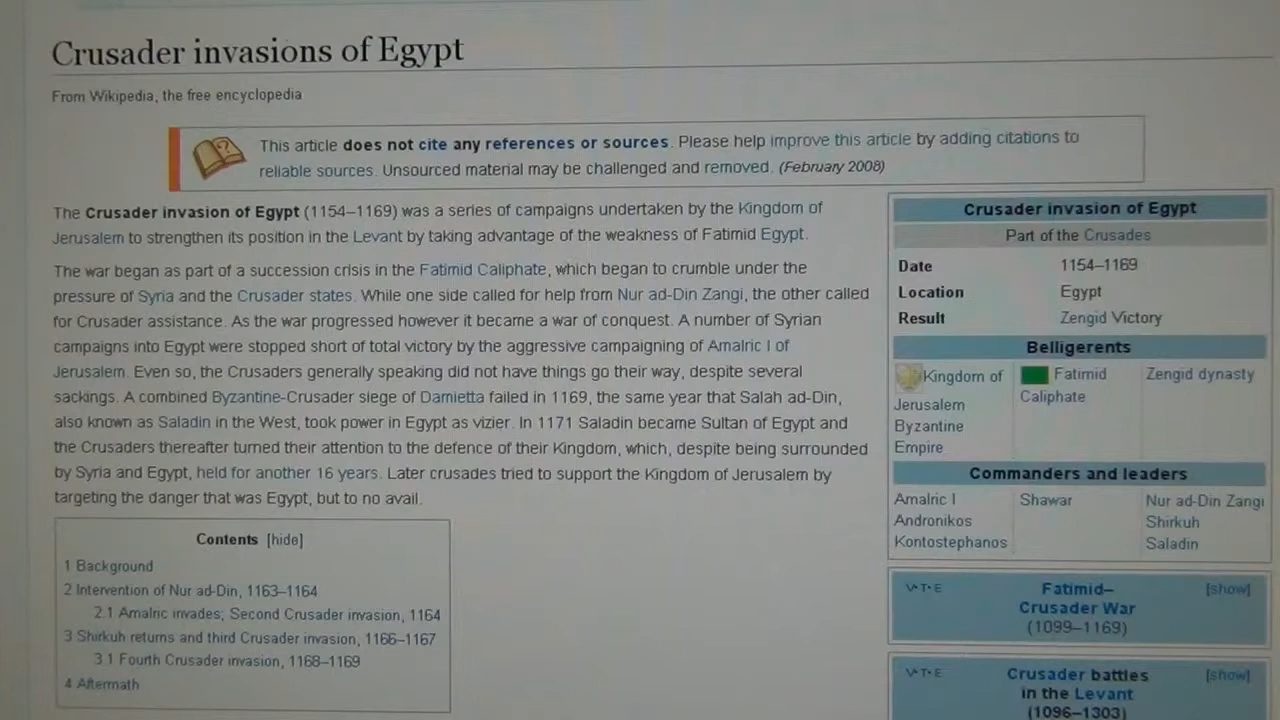 Crusader invasions of Egypt
From Wikipedia, the free encyclopedia
This article does not cite any references or sources. Please help improve this article by adding citations to
reliable sources. Unsourced material may be challenged and removed. (February 2008)
The Crusader invasion of Egypt (1154–1169) was a series of campaigns undertaken by the Kingdom of
Jerusalem to strengthen its position in the Levant by taking advantage of the weakness of Fatimid Egypt.
The war began as part of a succession crisis in the Fatimid Caliphate, which began to crumble under the
pressure of Syria and the Crusader states. While one side called for help from Nur ad-Din Zangi, the other called
for Crusader assistance. As the war progressed however it became a war of conquest. A number of Syrian
campaigns into Egypt were stopped short of total victory by the aggressive campaigning of Amalric I of
Jerusalem. Even so, the Crusaders generally speaking did not have things go their way, despite several
sackings. A combined Byzantine-Crusader siege of Damietta failed in 1169, the same year that Salah ad-Din,
also known as Saladin in the West, took power in Egypt as vizier. In 1171 Saladin became Sultan of Egypt and
the Crusaders thereafter turned their attention to the defence of their Kingdom, which, despite being surrounded
by Syria and Egypt, held for another 16 years. Later crusades tried to support the Kingdom of Jerusalem by
targeting the danger that was Egypt, but to no avail.
Contents [hide]
1 Background
2 Intervention of Nur ad-Din, 1163–1164
2.1 Amalric invades; Second Crusader invasion, 1164
3 Shirkuh returns and third Crusader invasion, 1166–1167
3.1 Fourth Crusader invasion, 1168–1169
4 Aftermath
Crusader invasion of Egypt
Part of the Crusades
Date 1154–1169
Location Egypt
Result Zengid Victory
Belligerents
Kingdom of
Jerusalem
Byzantine
Empire
Fatimid
Caliphate
Zengid dynasty
Commanders and leaders
Amalric I
Andronikos
Kontostephanos
Shawar
Nur ad-Din Zangi
Shirkuh
Saladin
V·T·E Fatimid– [show]
Crusader War
(1099–1169)
V·T·E Crusader battles [show]
in the Levant
(1096–1303)